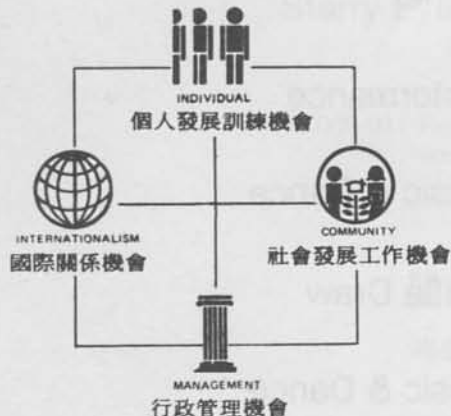 INDIVIDUAL
個人發展訓練機會
INTERNATIONALISM
國際關係機會
COMMUNITY
社會發展工作機會
MANAGEMENT
行政管理機會